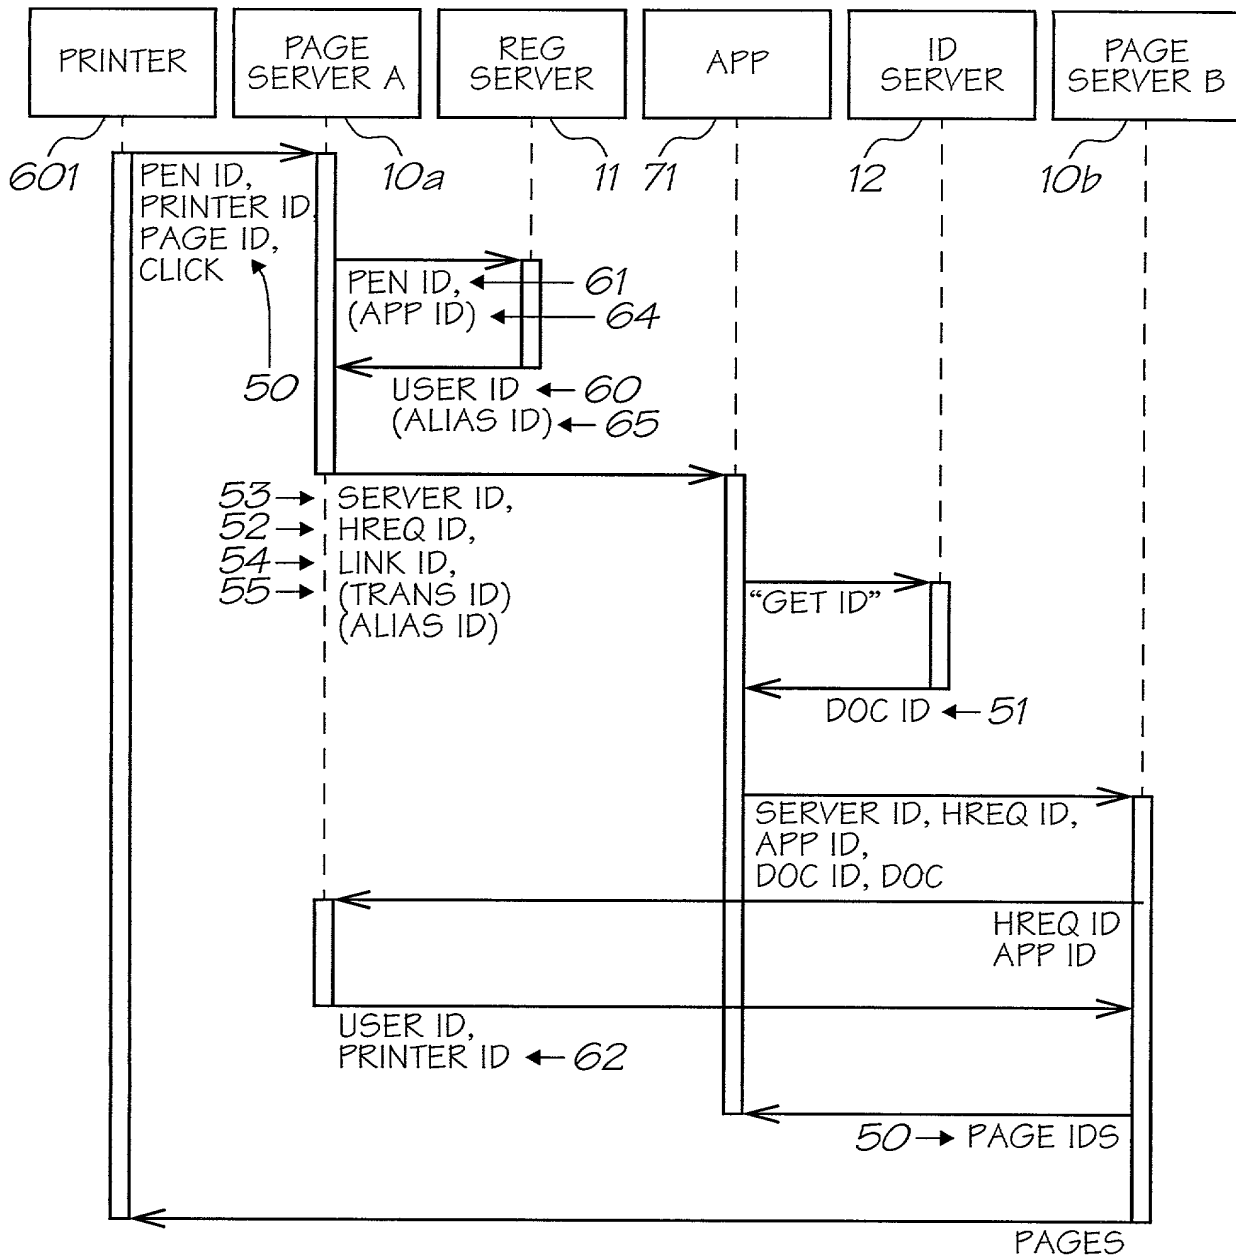 PRINTER
PAGE
SERVER A
REG
SERVER
APP
ID
SERVER
PAGE
SERVER B
601
10a
11
71
12
10b
PEN ID,
PRINTER ID,
PAGE ID,
CLICK
50
PEN ID,
61
(APP ID)
64
USER ID
60
(ALIAS ID)
65
53
SERVER ID,
52
HREQ ID,
54
LINK ID,
55
(TRANS ID)
(ALIAS ID)
"GET ID"
DOC ID
51
SERVER ID, HREQ ID,
APP ID,
DOC ID, DOC
HREQ ID
APP ID
USER ID,
PRINTER ID
62
50
PAGE IDS
PAGES